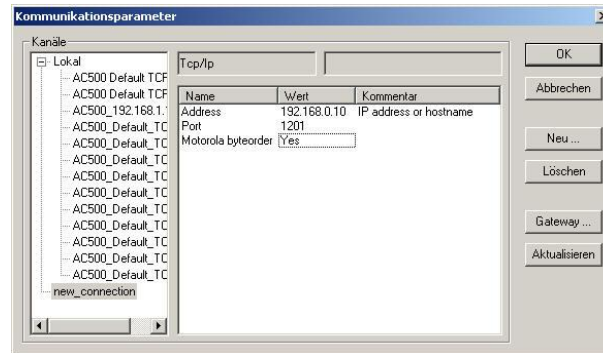 Kommunikationsparameter
Kanäle
Lokal
AC500 Default TCF
AC500 Default TCF
AC500_192.168.1.
AC500_Default_TC
AC500_Default_TC
AC500_Default_TC
AC500_Default_TC
AC500_Default_TC
AC500_Default_TC
AC500_Default_TC
AC500_Default_TC
AC500_Default_TC
AC500_Default_TC
new_connection
Tcp/Ip
Name Wert Kommentar
Address 192.168.0.10 IP address or hostname
Port 1201
Motorola byteorder Yes
OK
Abbrechen
Neu ...
Löschen
Gateway ...
Aktualisieren